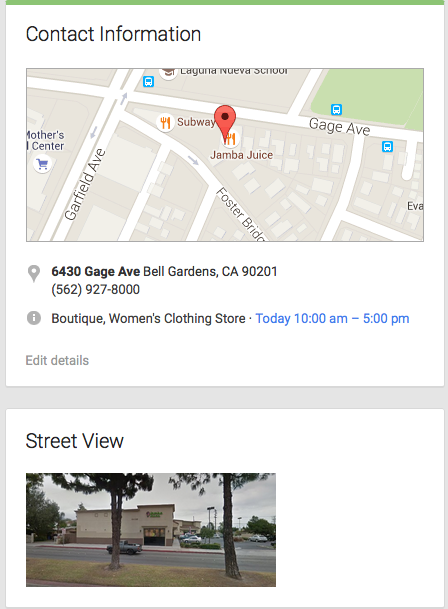 Contact Information
Laguna Nueva School
Subway
Gage Ave
Mother's
l Center
Jamba Juice
Garfield Ave
Foster Bridg
Eva
6430 Gage Ave Bell Gardens, CA 90201
(562) 927-8000
Boutique, Women's Clothing Store · Today 10:00 am – 5:00 pm
Edit details
Street View